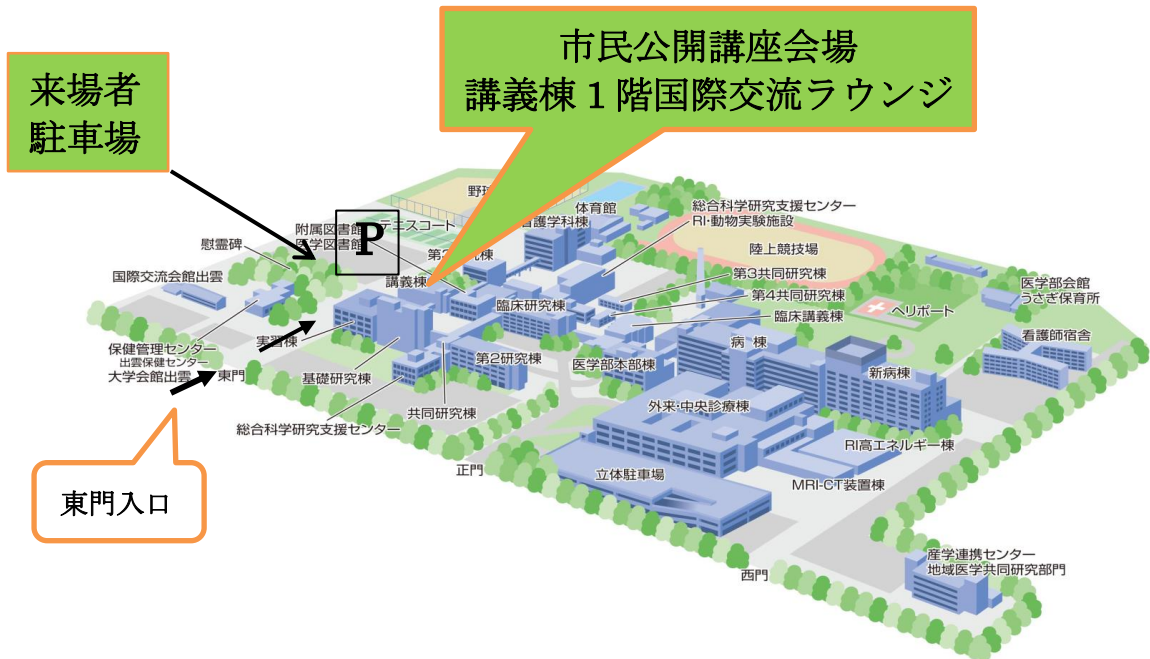 市民公開講座会場
講義棟１階国際交流ラウンジ
来場者
駐車場
野球
体育館
総合科学研究支援センター
RI・動物実験施設
附属図書館
医学図書館
P
テニスコート
看護学科棟
慰霊碑
陸上競技場
国際交流会館出雲
講義棟
第3共同研究棟
医学部会館
うさぎ保育所
第4共同研究棟
臨床研究棟
ヘリポート
臨床講義棟
実習棟
看護師宿舎
保健管理センター
出雲保健センター
大学会館出雲
東門
病棟
第2研究棟
医学部本部棟
新病棟
基礎研究棟
共同研究棟
外来・中央診療棟
総合科学研究支援センター
RI高エネルギー棟
正門
立体駐車場
MRI-CT装置棟
東門入口
産学連携センター
地域医学共同研究部門
西門